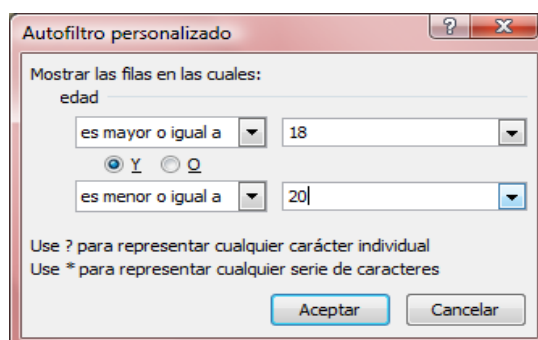 Autofiltro personalizado
Mostrar las filas en las cuales:
edad
es mayor o igual a 18
Y O
es menor o igual a 20
Use ? para representar cualquier carácter individual
Use * para representar cualquier serie de caracteres
Aceptar Cancelar